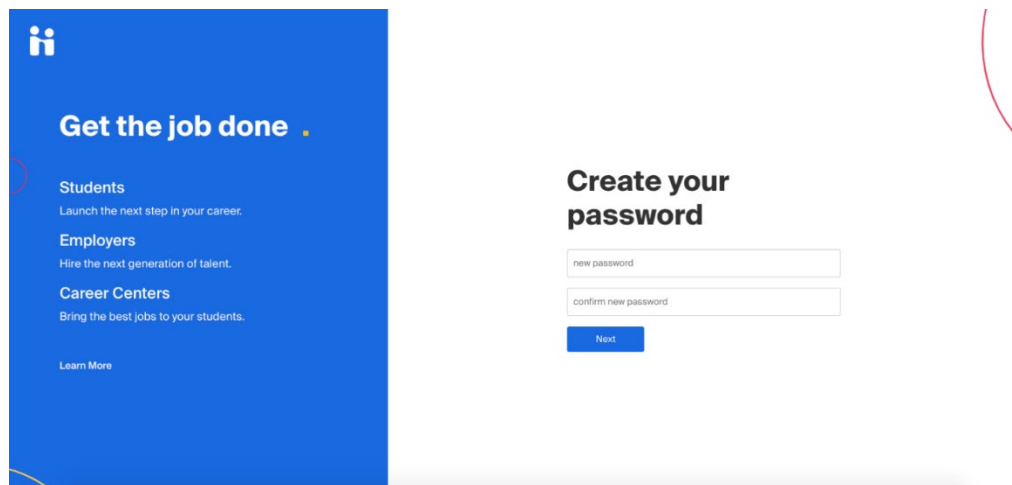 Get the job done .
Students
Launch the next step in your career.
Employers
Hire the next generation of talent.
Career Centers
Bring the best jobs to your students.
Learn More
Create your
password
new password
confirm new password
Next